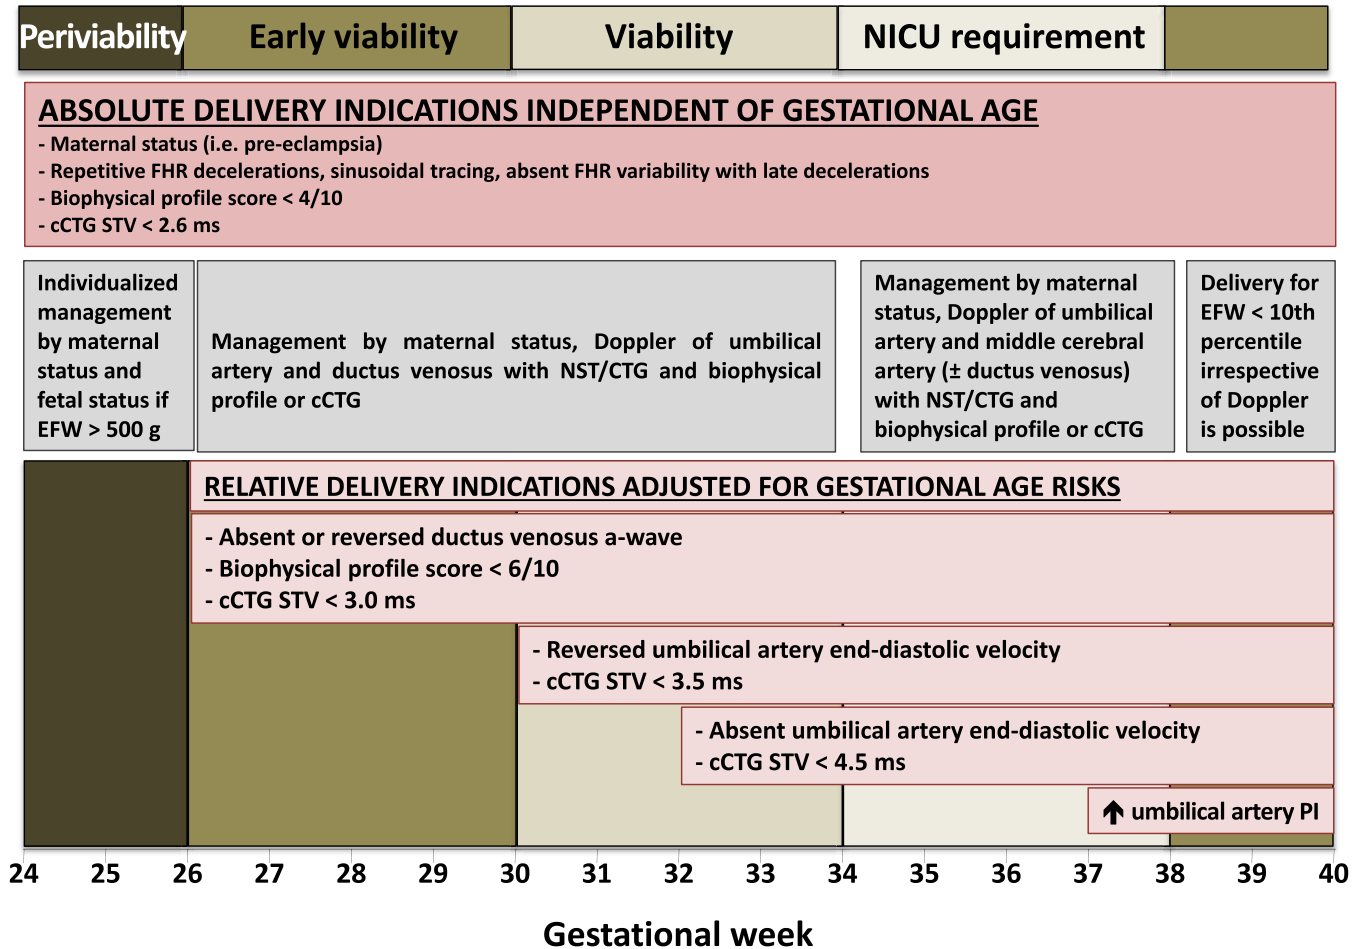 Periviability
Early viability
Viability
NICU requirement
ABSOLUTE DELIVERY INDICATIONS INDEPENDENT OF GESTATIONAL AGE
- Maternal status (i.e. pre-eclampsia)
- Repetitive FHR decelerations, sinusoidal tracing, absent FHR variability with late decelerations
- Biophysical profile score < 4/10
- cCTG STV < 2.6 ms
Individualized
management
by maternal
status and
fetal status if
EFW > 500 g
Management by maternal status, Doppler of umbilical
artery and ductus venosus with NST/CTG and biophysical
profile or cCTG
Management by maternal
status, Doppler of umbilical
artery and middle cerebral
artery (± ductus venosus)
with NST/CTG and
biophysical profile or cCTG
Delivery for
EFW < 10th
percentile
irrespective
of Doppler
is possible
RELATIVE DELIVERY INDICATIONS ADJUSTED FOR GESTATIONAL AGE RISKS
- Absent or reversed ductus venosus a-wave
- Biophysical profile score < 6/10
- cCTG STV < 3.0 ms
- Reversed umbilical artery end-diastolic velocity
- cCTG STV < 3.5 ms
- Absent umbilical artery end-diastolic velocity
- cCTG STV < 4.5 ms
🡹 umbilical artery PI
24 25 26 27 28 29 30 31 32 33 34 35 36 37 38 39 40
Gestational week